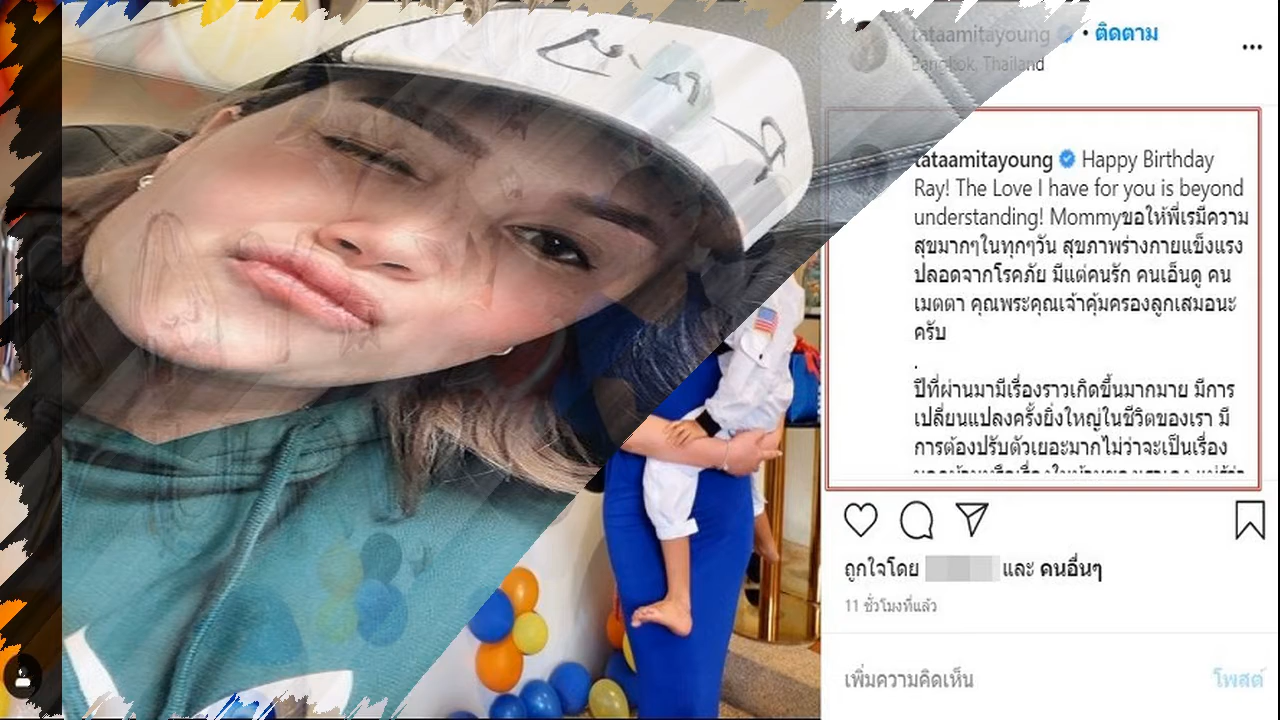 tataamitayoung • ติดตาม
Bangkok, Thailand
tataamitayoung Happy Birthday
Ray! The Love I have for you is beyond
understanding! Mommyขอให้พี่เรมีความ
สุขมากๆในทุกๆวัน สุขภาพร่างกายแข็งแรง
ปลอดจากโรคภัย มีแต่คนรัก คนเอ็นดู คน
เมตตา คุณพระคุณเจ้าคุ้มครองลูกเสมอนะ
ครับ
.
ปีที่ผ่านมามีเรื่องราวเกิดขึ้นมากมาย มีการ
เปลี่ยนแปลงครั้งยิ่งใหญ่ในชีวิตของเรา มี
การต้องปรับตัวเยอะมากไม่ว่าจะเป็นเรื่อง
ถูกใจโดย และ คนอื่นๆ
11 ชั่วโมงที่แล้ว
เพิ่มความคิดเห็น
โพสต์